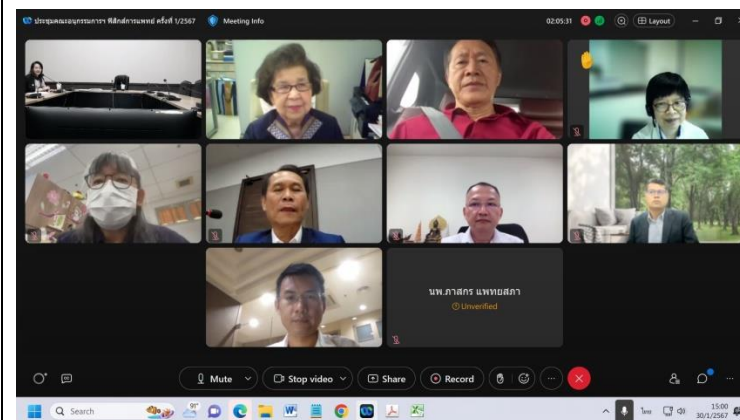 ประชุมคณะอนุกรรมการฯ ฟิสิกส์การแพทย์ ครั้งที่ 1/2567 Meeting Info 02:05:31 Layout
นพ.ภาสกร แพทยสภา
Unverified
Mute Stop video Share Record
Search 15:00
30/1/2567